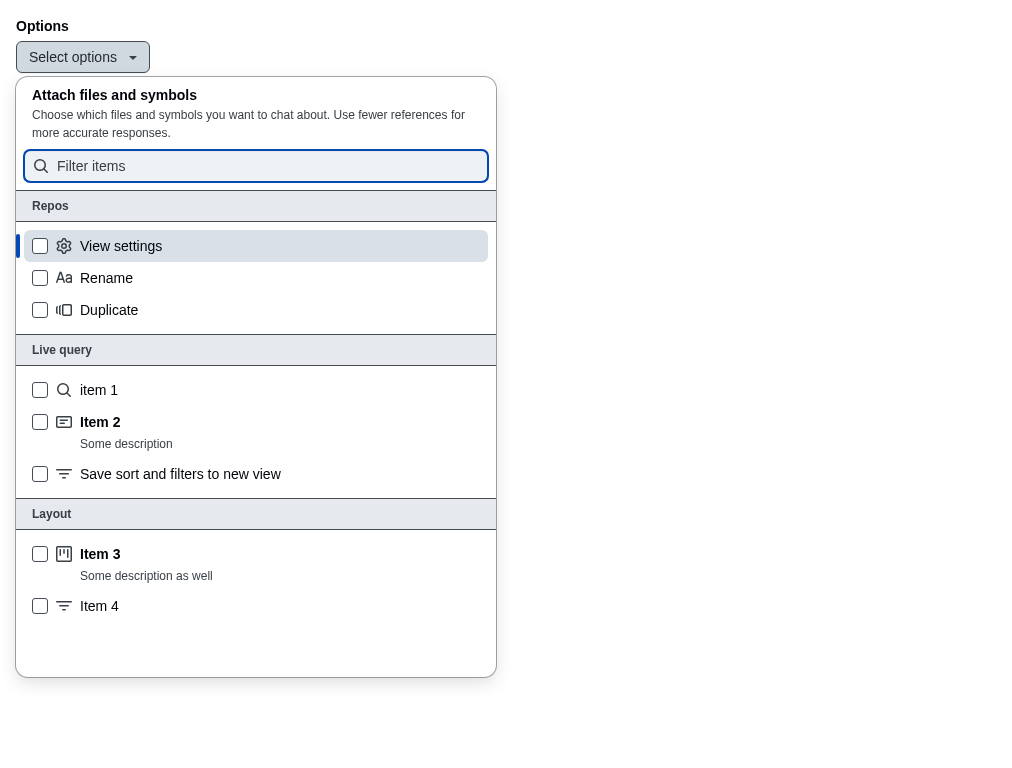 Options
Select options
Attach files and symbols
Choose which files and symbols you want to chat about. Use fewer references for
more accurate responses.
Filter items
Repos
View settings
Rename
Duplicate
Live query
item 1
Item 2
Some description
Save sort and filters to new view
Layout
Item 3
Some description as well
Item 4